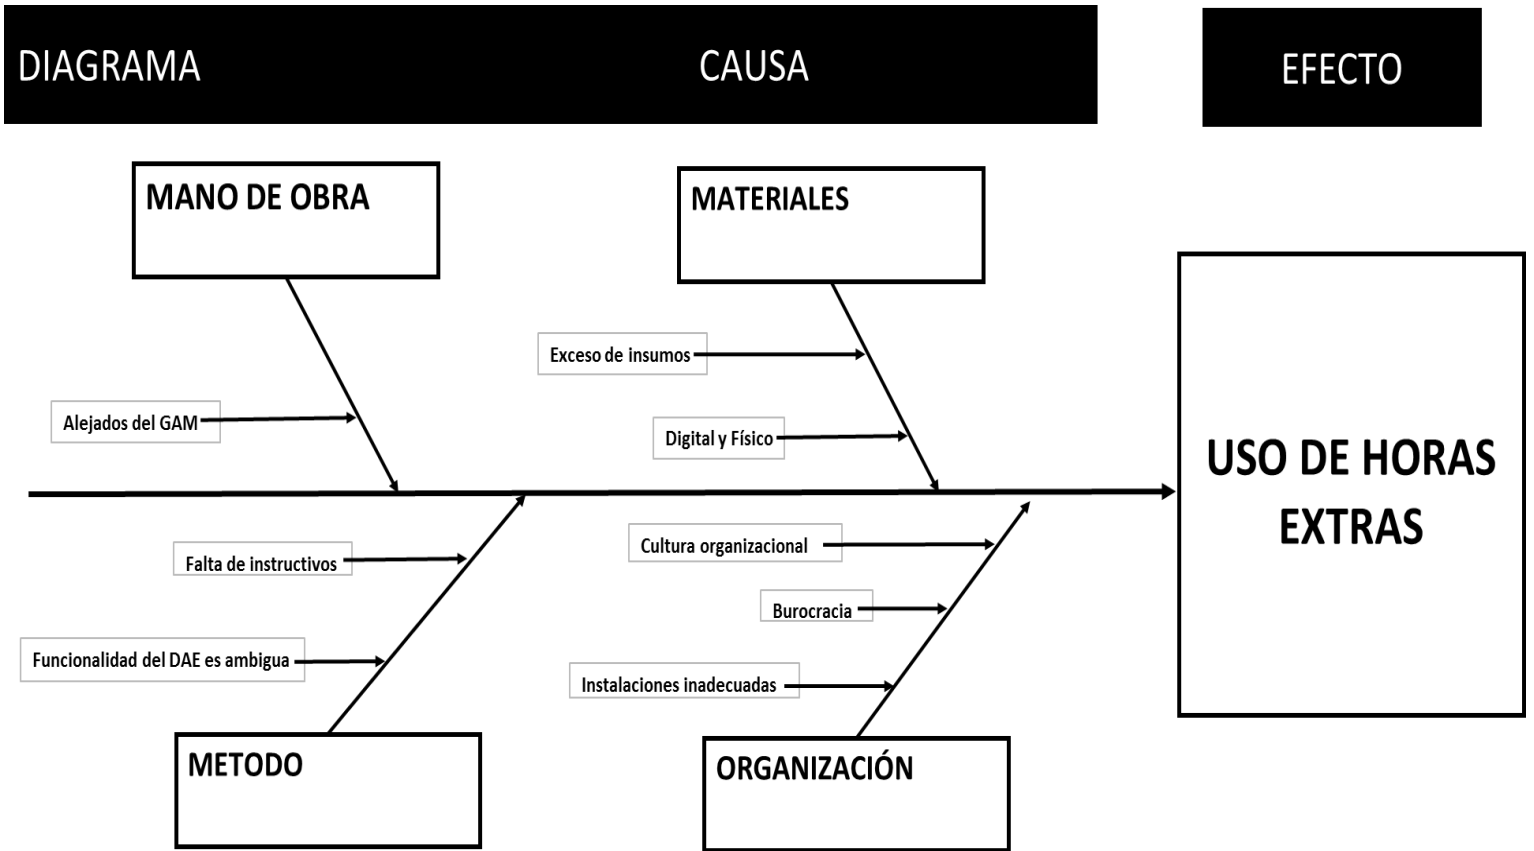 DIAGRAMA CAUSA
EFECTO
MANO DE OBRA
MATERIALES
Exceso de insumos
Alejados del GAM
Digital y Físico
USO DE HORAS
EXTRAS
Cultura organizacional
Falta de instructivos
Burocracia
Funcionalidad del DAE es ambigua
Instalaciones inadecuadas
METODO
ORGANIZACIÓN